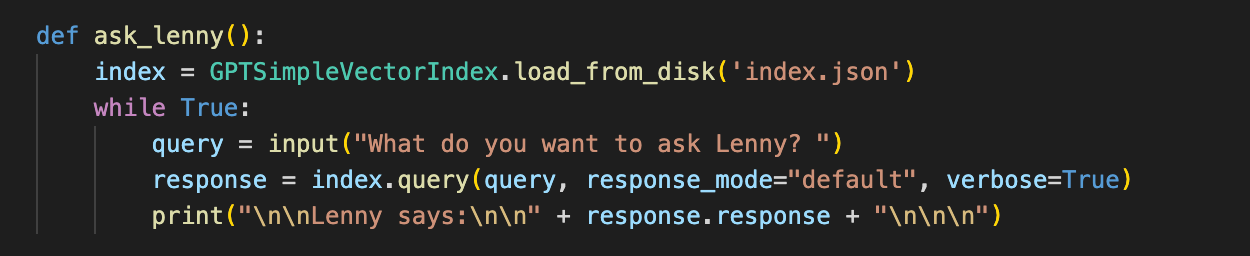 def ask_lenny():
    index = GPTSimpleVectorIndex.load_from_disk('index.json')
    while True:
        query = input("What do you want to ask Lenny? ")
        response = index.query(query, response_mode="default", verbose=True)
        print("\n\nLenny says:\n\n" + response.response + "\n\n\n")